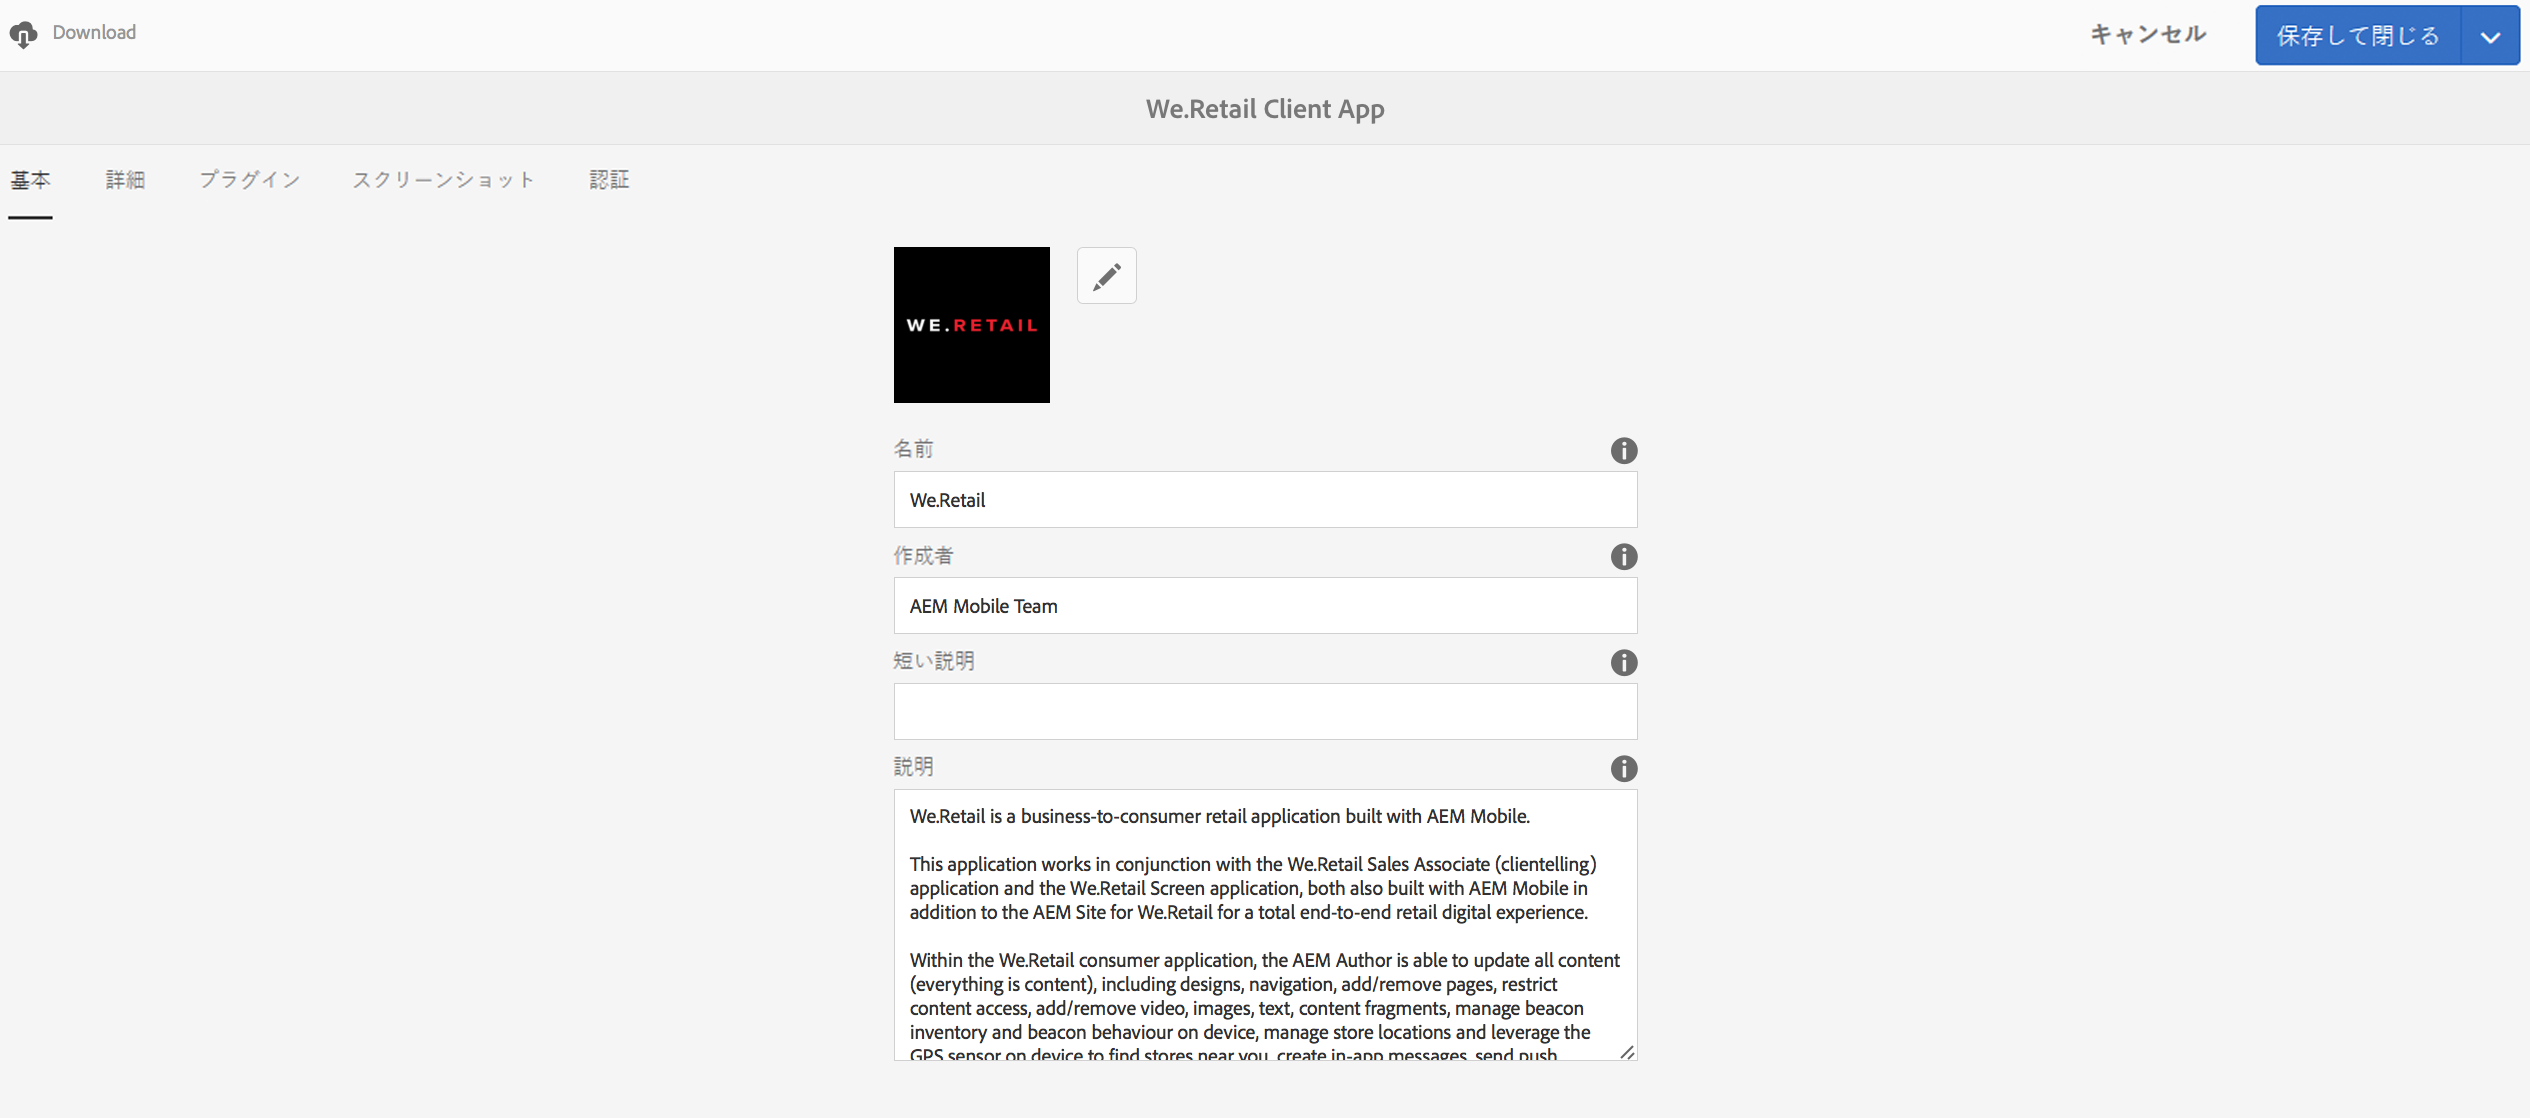 Download
キャンセル
保存して閉じる
We.Retail Client App
基本 詳細 プラグイン スクリーンショット 認証
WE.RETAIL
名前
We.Retail
作成者
AEM Mobile Team
短い説明
説明
We.Retail is a business-to-consumer retail application built with AEM Mobile.
This application works in conjunction with the We.Retail Sales Associate (clientelling)
application and the We.Retail Screen application, both also built with AEM Mobile in
addition to the AEM Site for We.Retail for a total end-to-end retail digital experience.
Within the We.Retail consumer application, the AEM Author is able to update all content
(everything is content), including designs, navigation, add/remove pages, restrict
content access, add/remove video, images, text, content fragments, manage beacon
inventory and beacon behaviour on device, manage store locations and leverage the
GPS sensor on device to find stores near you, create in-app messages, send push